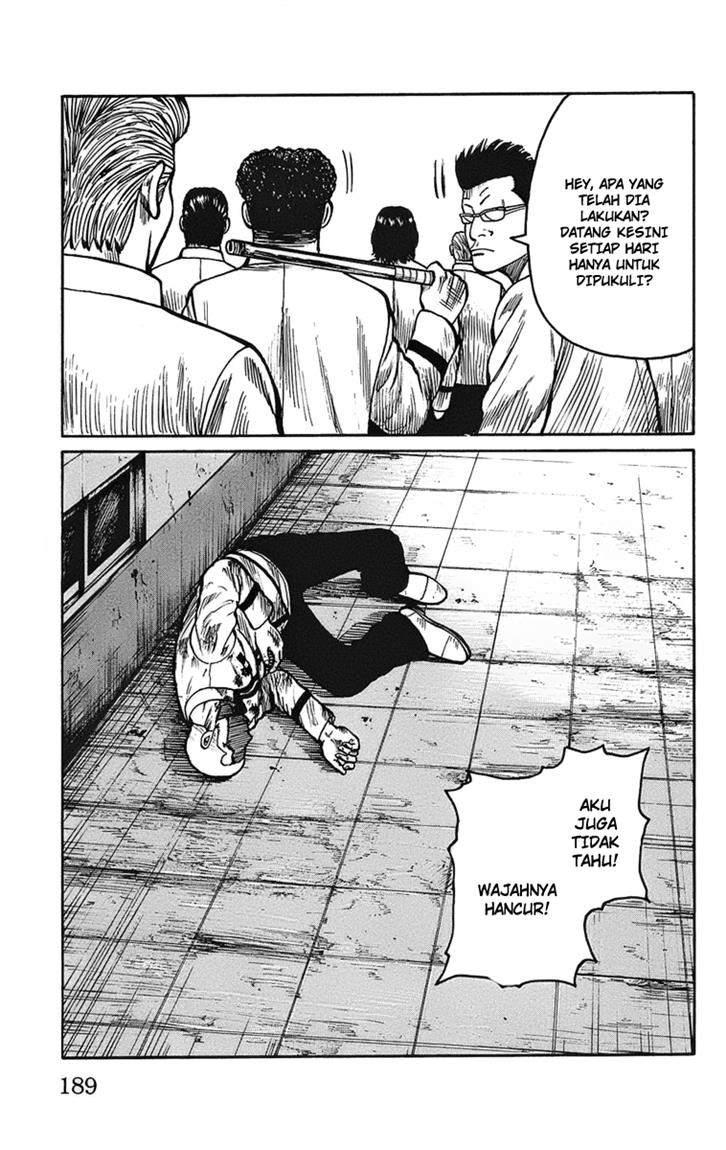 HEY, APA YANG
TELAH DIA
LAKUKAN?
DATANG KESINI
SETIAP HARI
HANYA UNTUK
DIPUKULI?
AKU
JUGA
TIDAK
TAHU!
WAJAHNYA
HANCUR!
189